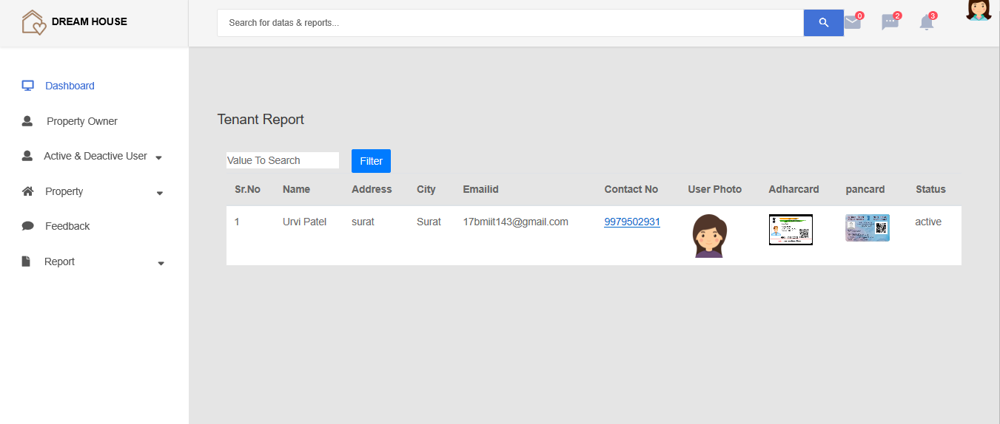 DREAM HOUSE
Search for datas & reports...
0
2
3
Dashboard
Property Owner
Active & Deactive User
Property
Feedback
Report
Tenant Report
Value To Search
Filter
Sr.No Name Address City Emailid Contact No User Photo Adharcard pancard Status
1 Urvi Patel surat Surat 17bmiit143@gmail.com 9979502931 active